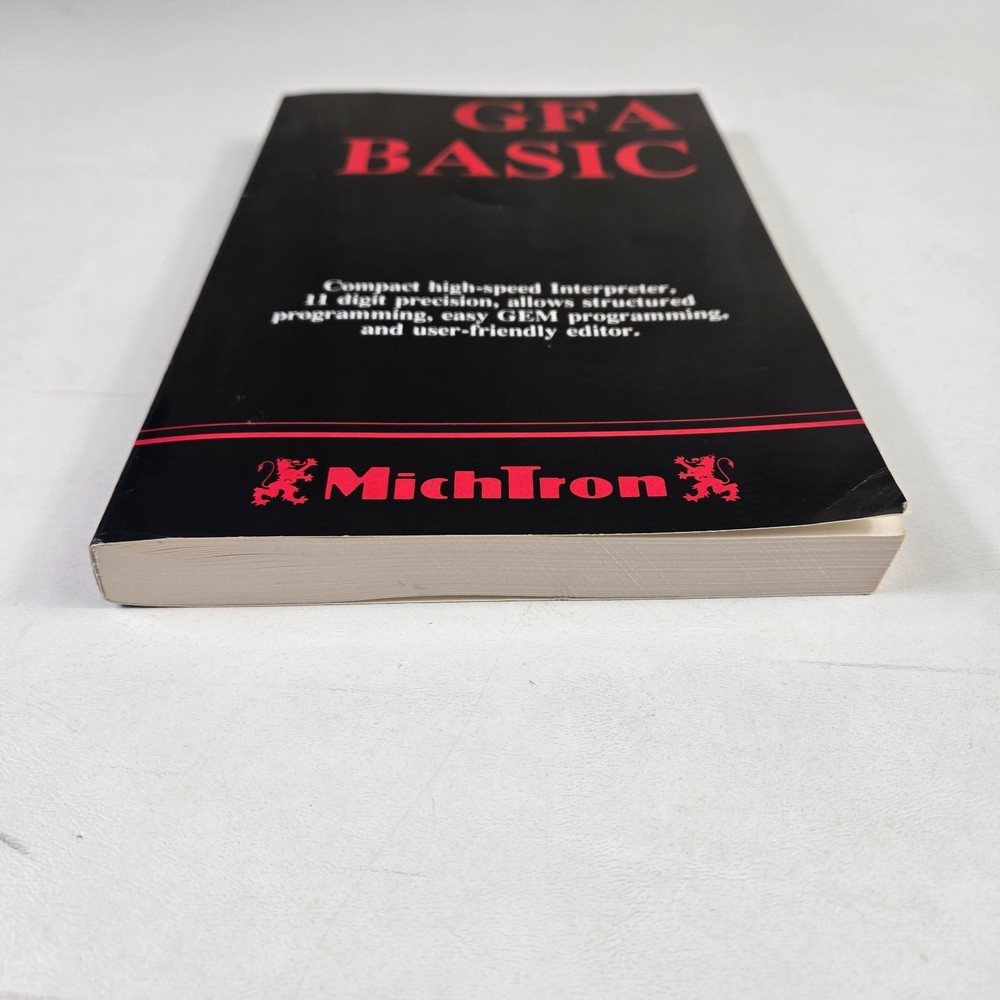 GFA
BASIC
Compact high-speed Interpreter,
11 digit precision, allows structured
programming, easy GEM programming,
and user-friendly editor.
MichTron